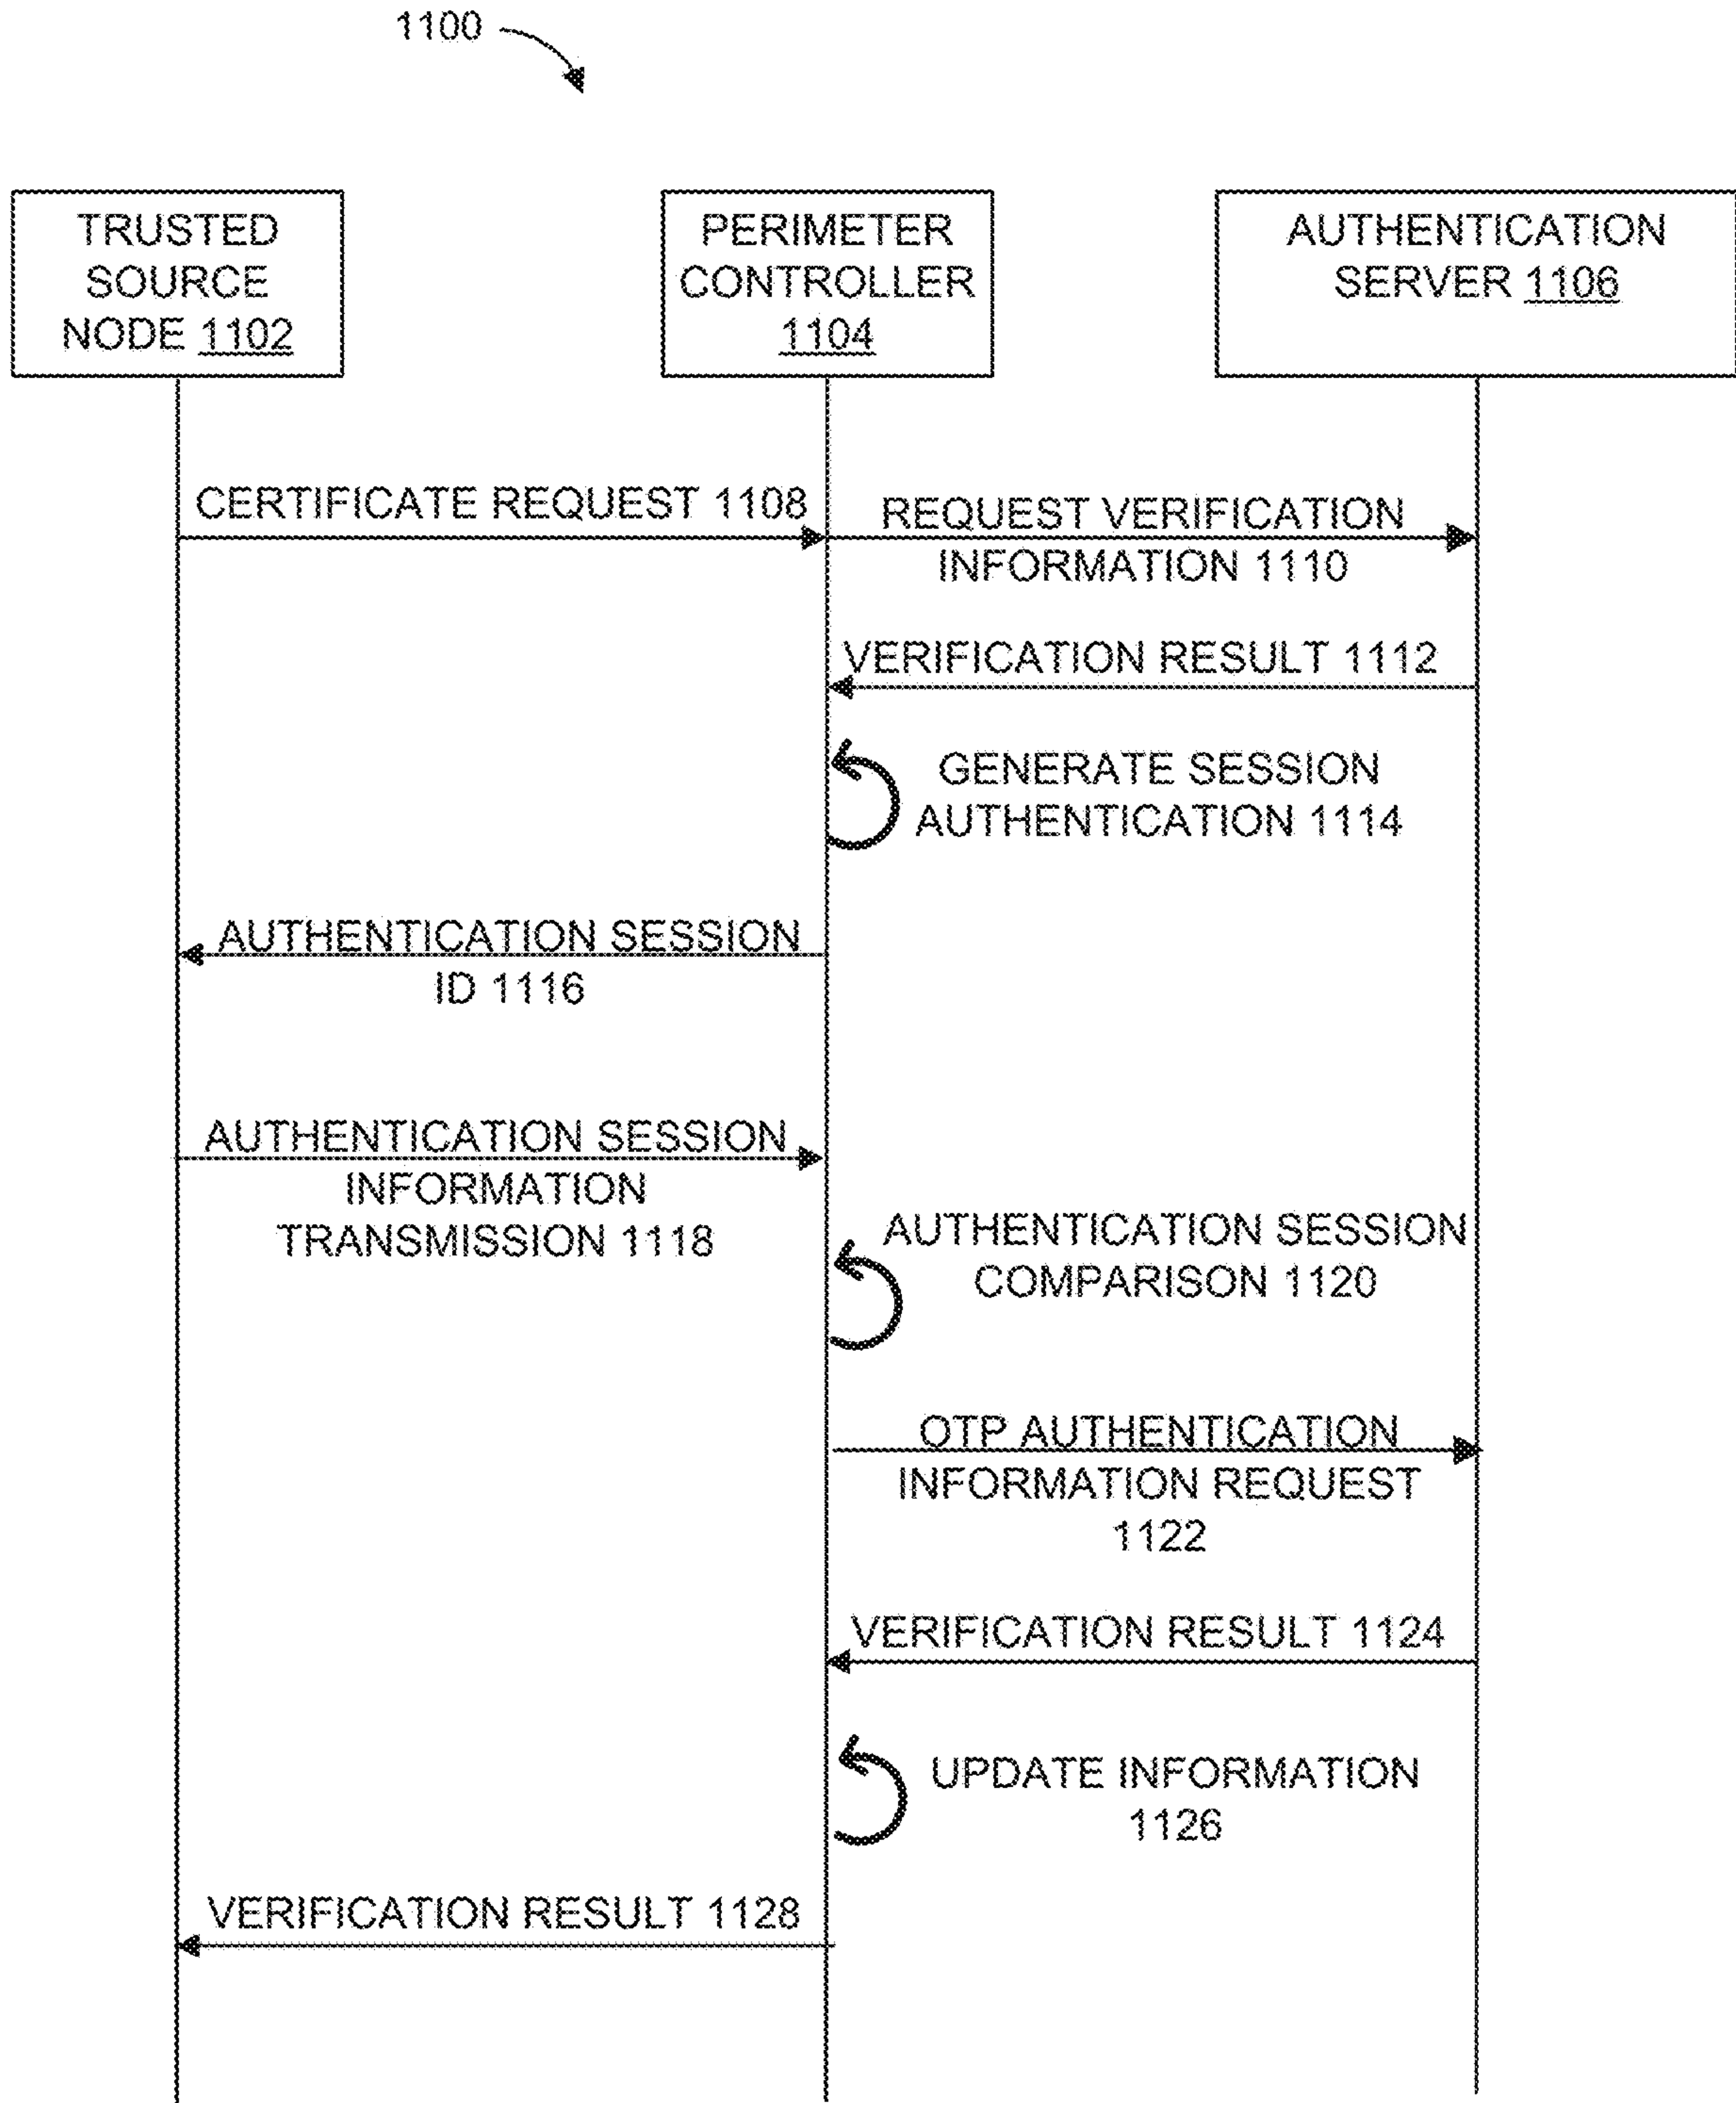 1100
TRUSTED
SOURCE
NODE 1102
PERIMETER
CONTROLLER
1104
AUTHENTICATION
SERVER 1106
CERTIFICATE REQUEST 1108
REQUEST VERIFICATION
INFORMATION 1110
VERIFICATION RESULT 1112
GENERATE SESSION
AUTHENTICATION 1114
AUTHENTICATION SESSION
ID 1116
AUTHENTICATION SESSION
INFORMATION
TRANSMISSION 1118
AUTHENTICATION SESSION
COMPARISON 1120
OTP AUTHENTICATION
INFORMATION REQUEST
1122
VERIFICATION RESULT 1124
UPDATE INFORMATION
1126
VERIFICATION RESULT 1128